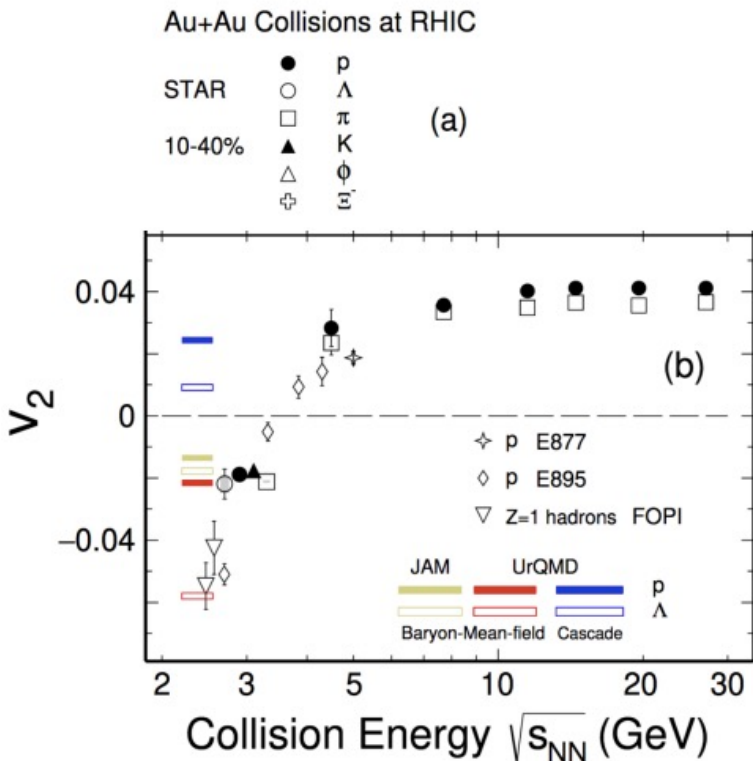 Au+Au Collisions at RHIC
p
STAR Λ
π (a)
10-40% K
ϕ
Ξ⁻
0.04
(b)
v₂
0
p E877
p E895
Z=1 hadrons FOPI
−0.04
JAM UrQMD
p
Λ
Baryon-Mean-field Cascade
2 3 4 5 10 20 30
Collision Energy √sNN (GeV)